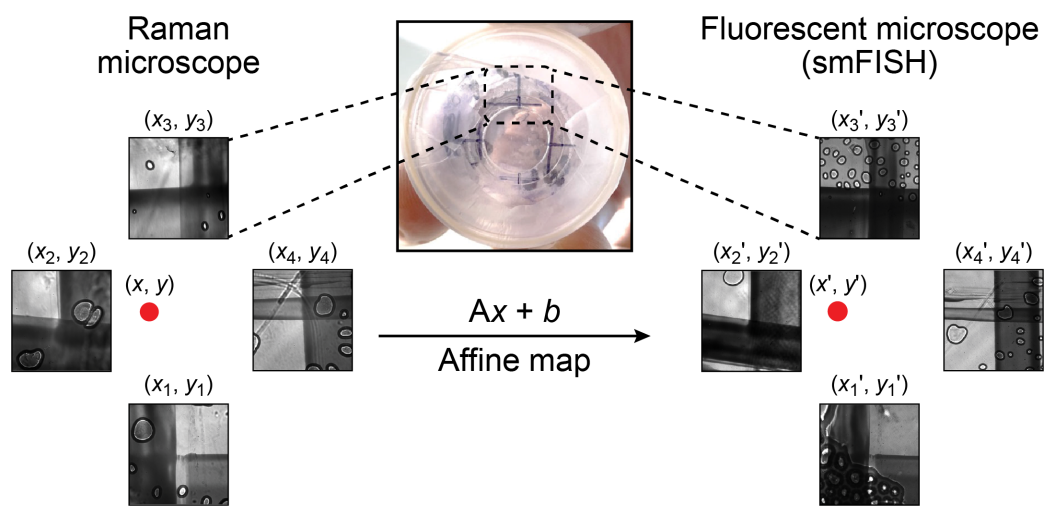 Raman
microscope
Fluorescent microscope
(smFISH)
(x₃, y₃)
(x₃', y₃')
(x₂, y₂)
(x₄, y₄)
(x₂', y₂')
(x₄', y₄')
(x, y)
(x', y')
Ax + b
Affine map
(x₁, y₁)
(x₁', y₁')